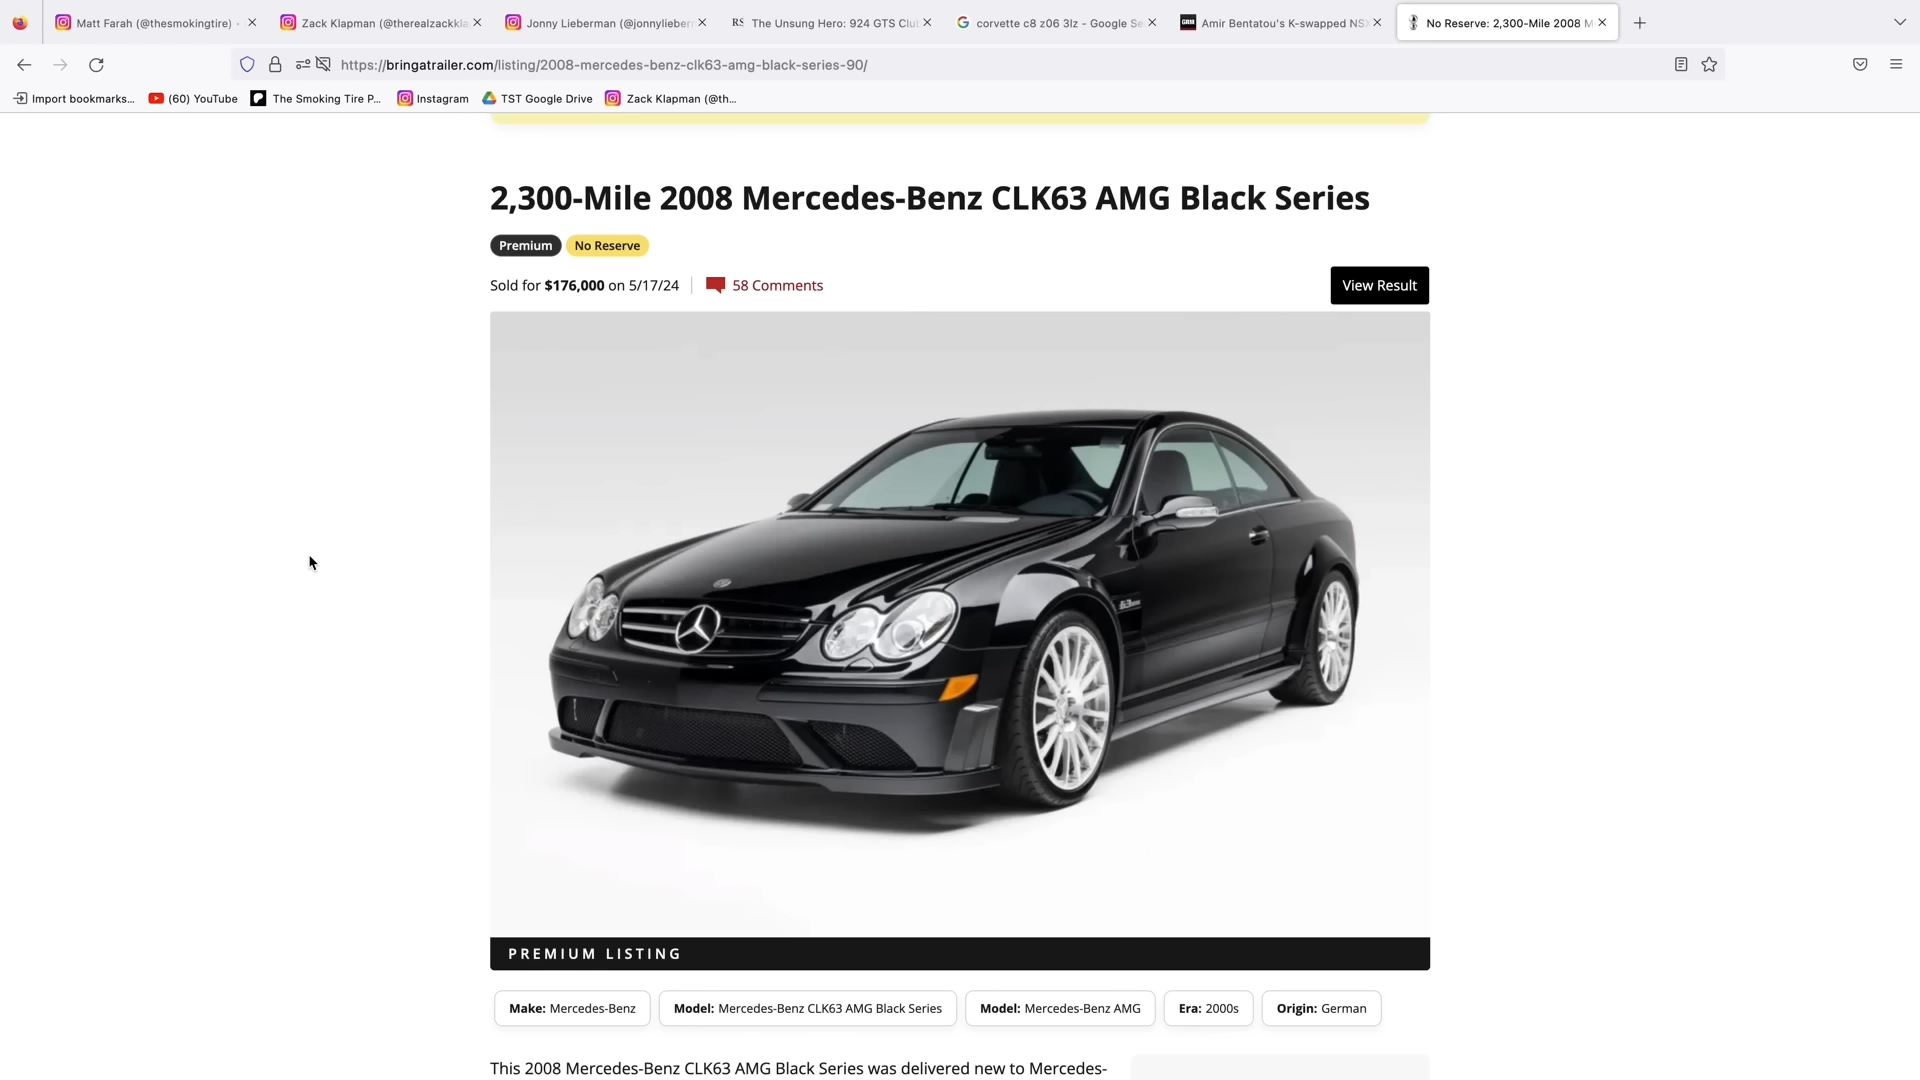 Matt Farah (@thesmokingtire) •
Zack Klapman (@therealzackkla
Jonny Lieberman (@jonnylieber
RS The Unsung Hero: 924 GTS Clu
corvette c8 z06 3lz - Google Se
GRM Amir Bentatou's K-swapped NSX
No Reserve: 2,300-Mile 2008 M
https://bringatrailer.com/listing/2008-mercedes-benz-clk63-amg-black-series-90/
Import bookmarks...
(60) YouTube
The Smoking Tire P...
Instagram
TST Google Drive
Zack Klapman (@th...
2,300-Mile 2008 Mercedes-Benz CLK63 AMG Black Series
Premium
No Reserve
Sold for $176,000 on 5/17/24
58 Comments
View Result
PREMIUM LISTING
Make: Mercedes-Benz
Model: Mercedes-Benz CLK63 AMG Black Series
Model: Mercedes-Benz AMG
Era: 2000s
Origin: German
This 2008 Mercedes-Benz CLK63 AMG Black Series was delivered new to Mercedes-